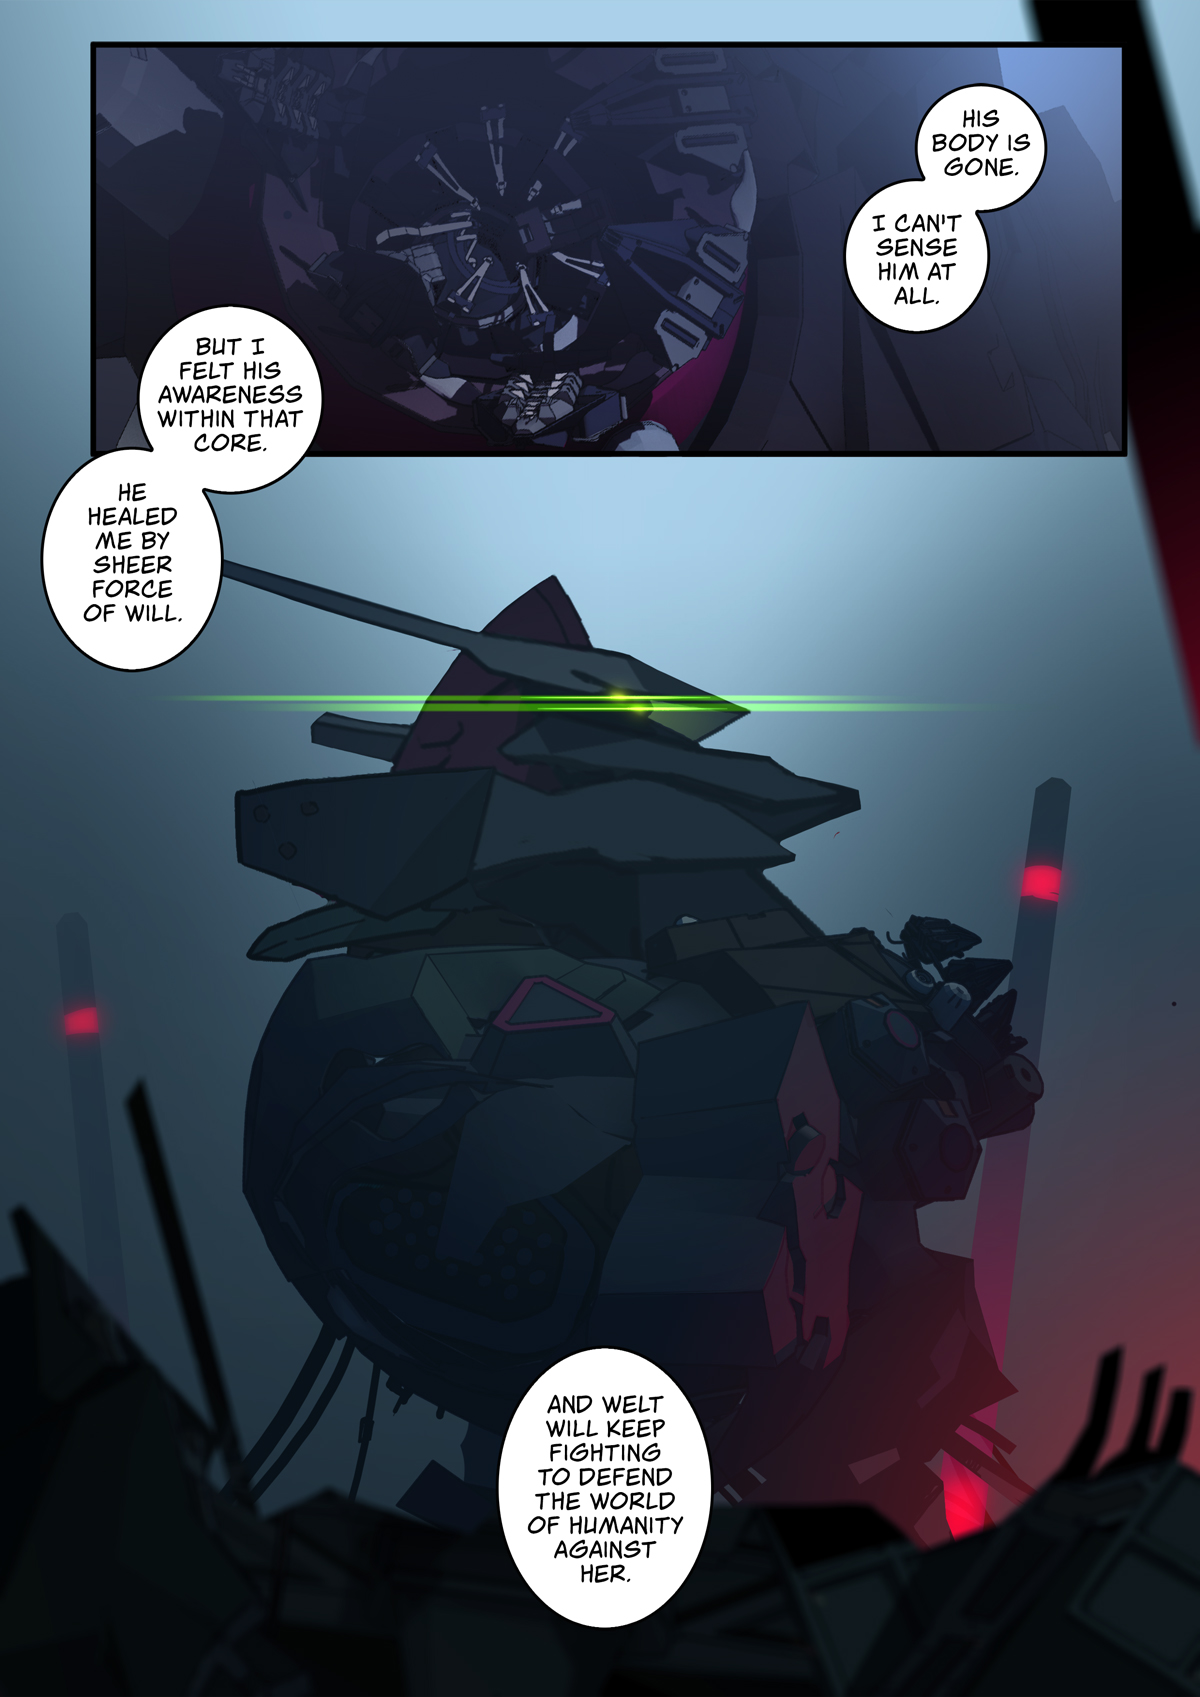 HIS
BODY IS
GONE.
I CAN'T
SENSE
HIM AT
ALL.
BUT I
FELT HIS
AWARENESS
WITHIN THAT
CORE.
HE
HEALED
ME BY
SHEER
FORCE
OF WILL.
AND WELT
WILL KEEP
FIGHTING
TO DEFEND
THE WORLD
OF HUMANITY
AGAINST
HER.